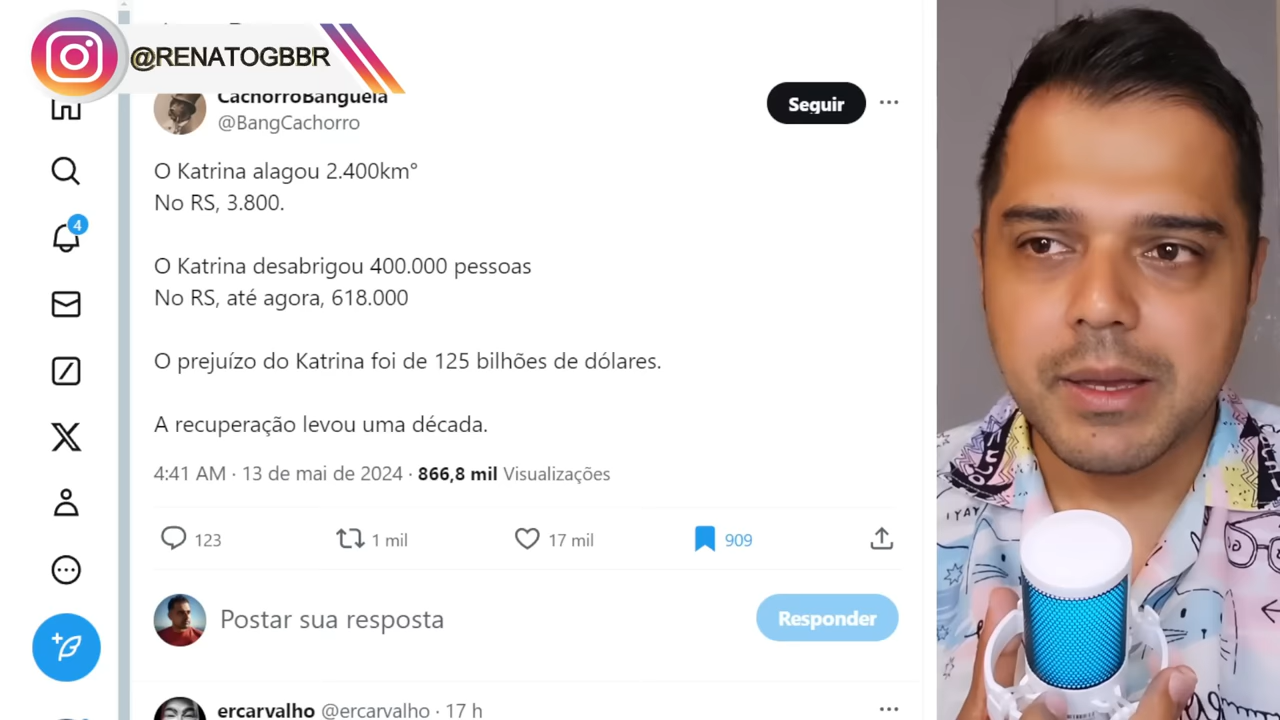 @RENATOGBBR
CachorroBanguela
@BangCachorro
Seguir
O Katrina alagou 2.400km°
No RS, 3.800.
4
O Katrina desabrigou 400.000 pessoas
No RS, até agora, 618.000
O prejuízo do Katrina foi de 125 bilhões de dólares.
A recuperação levou uma década.
4:41 AM · 13 de mai de 2024 · 866,8 mil Visualizações
123
1 mil
17 mil
909
Postar sua resposta
Responder
ercarvalho @ercarvalho · 17 h